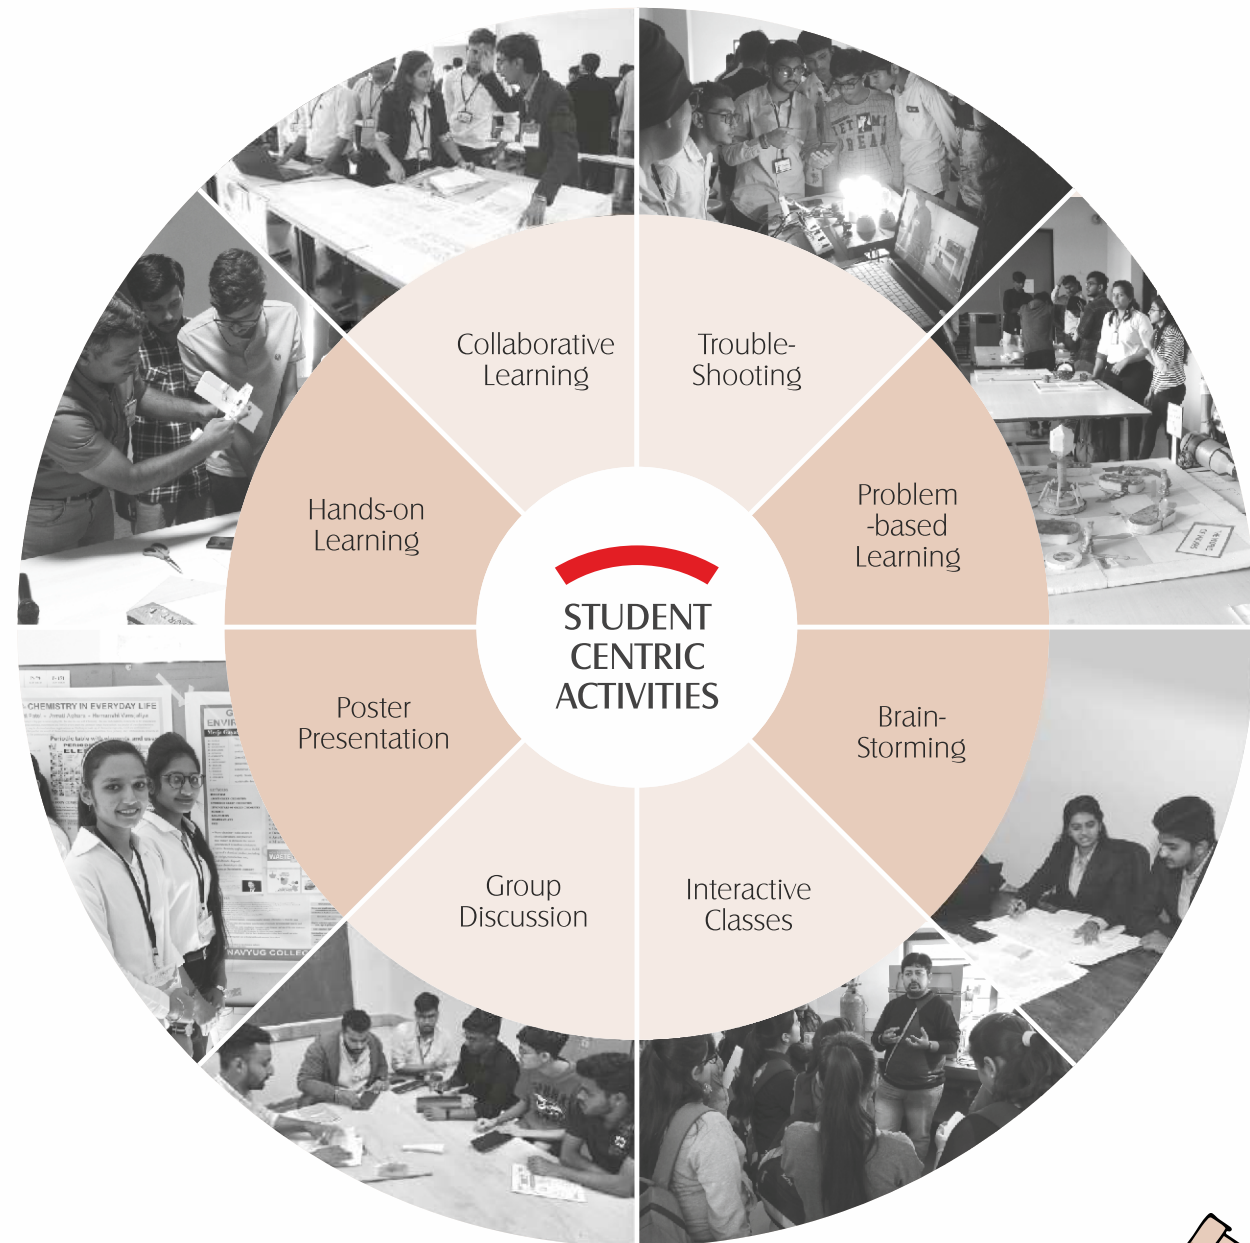 Collaborative
Learning
Trouble-
Shooting
Hands-on
Learning
Problem
-based
Learning
STUDENT
CENTRIC
ACTIVITIES
Poster
Presentation
Brain-
Storming
Group
Discussion
Interactive
Classes
CHEMISTRY IN EVERYDAY LIFE
NAVYUG COLLE